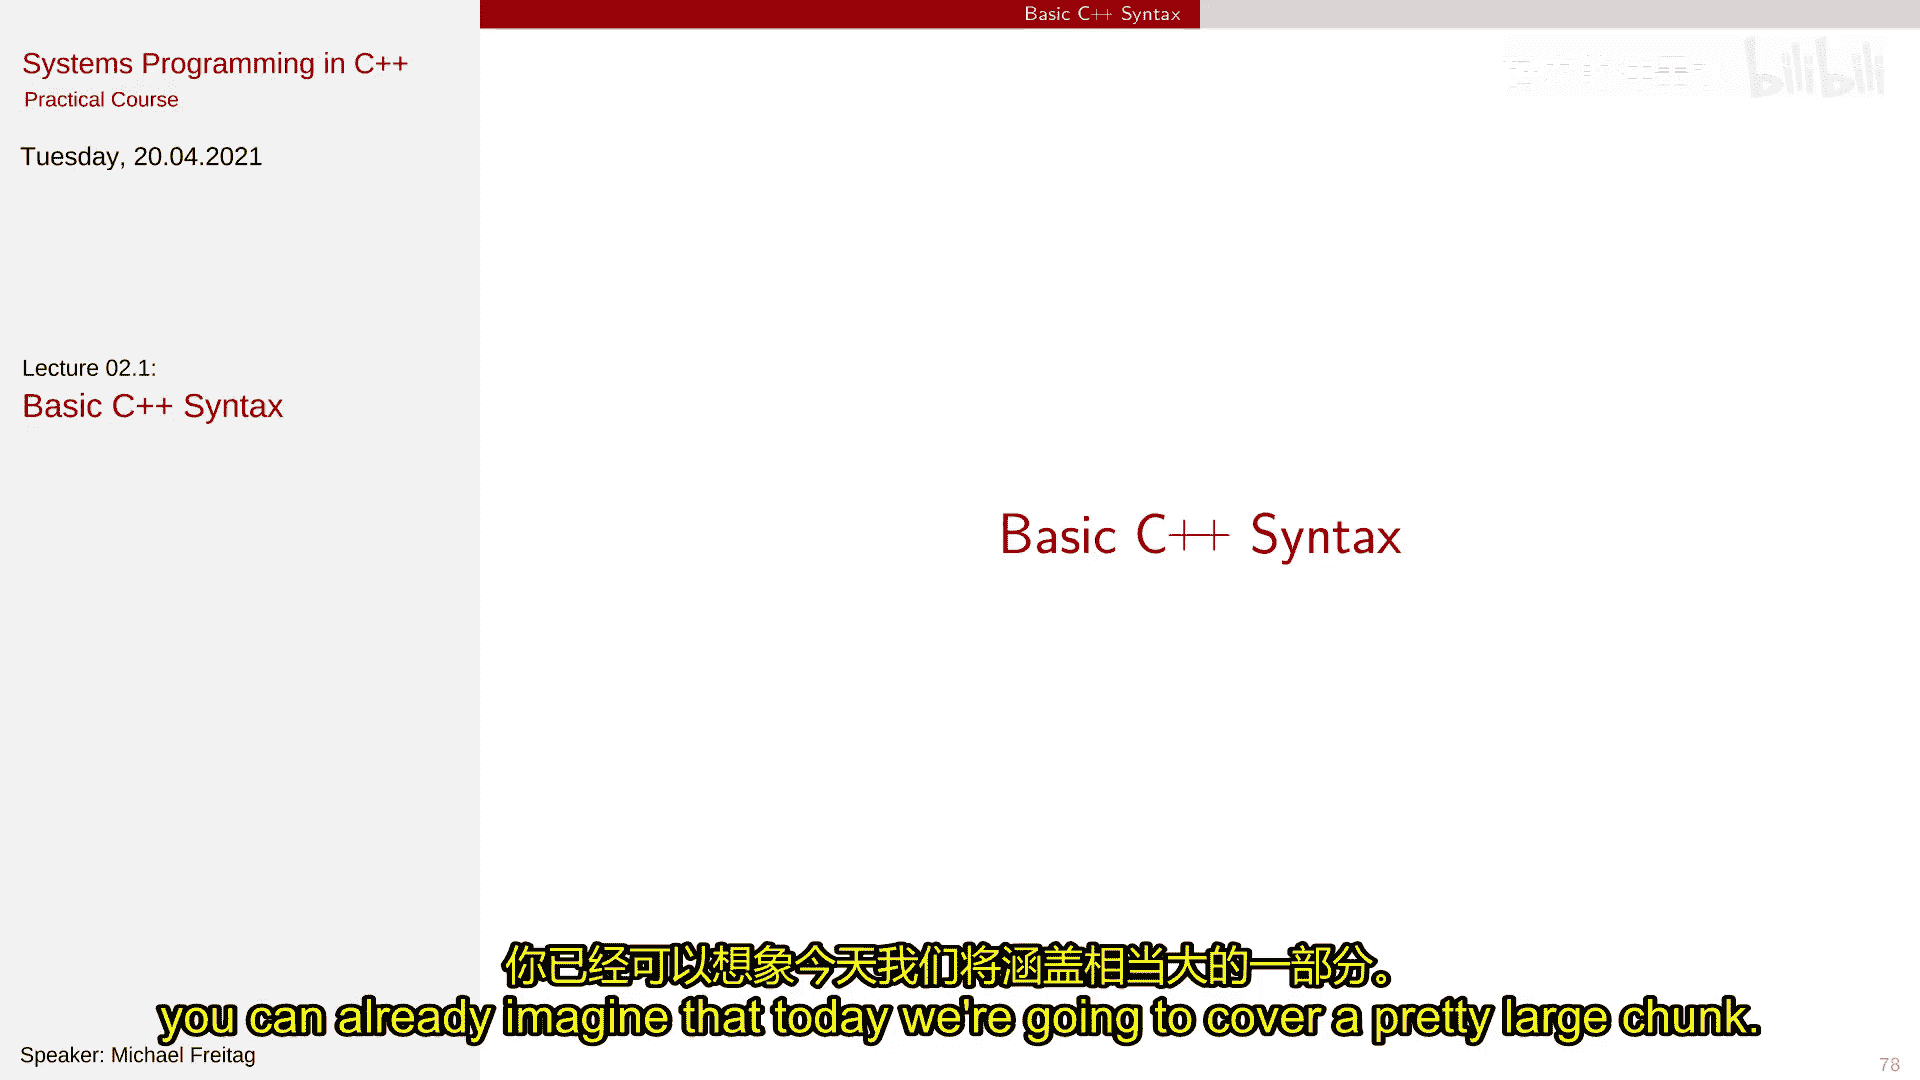 Basic C++ Syntax
Systems Programming in C++
Practical Course
Tuesday, 20.04.2021
Lecture 02.1:
Basic C++ Syntax
Basic C++ Syntax
bilibili
你已经可以想象今天我们将涵盖相当大的一部分。
you can already imagine that today we're going to cover a pretty large chunk.
Speaker: Michael Freitag
78